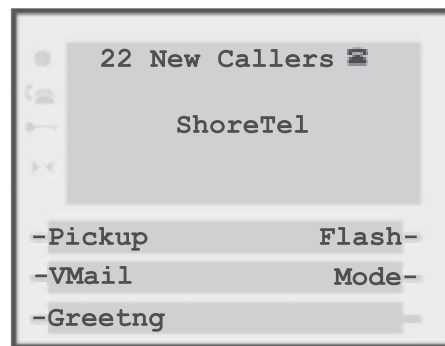 22 New Callers ☎
ShoreTel
-Pickup Flash-
-VMail Mode-
-Greetng